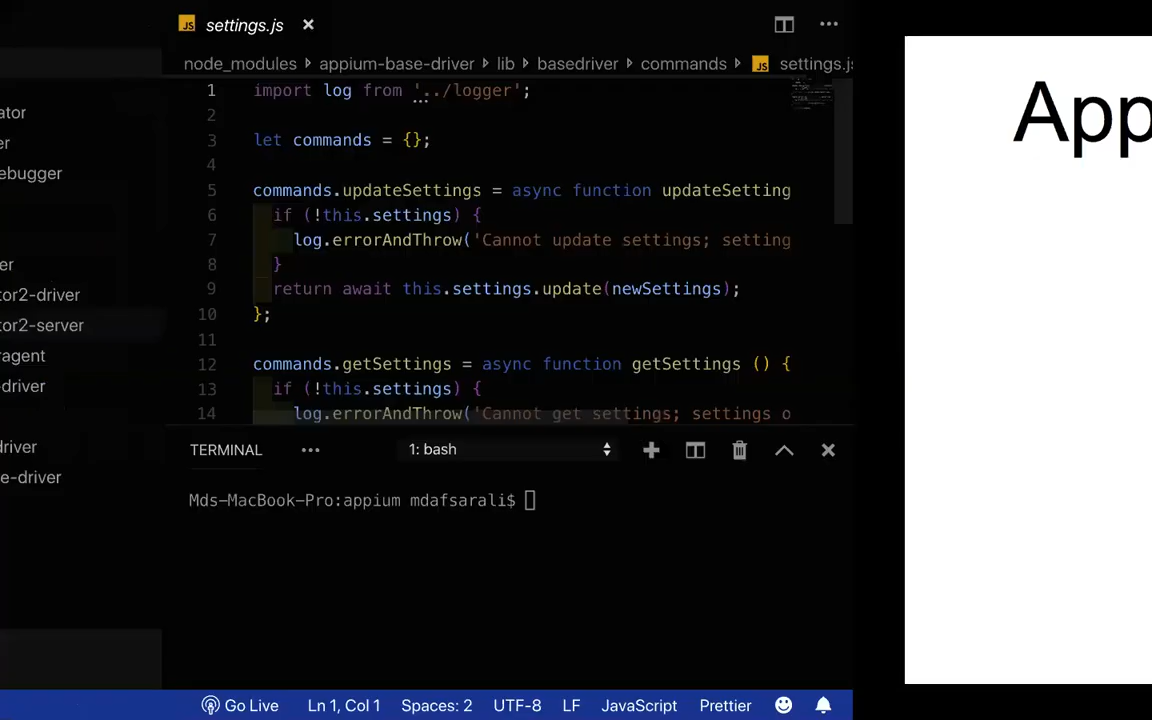 settings.js
node_modules appium-base-driver lib basedriver commands settings.js
ator
er
ebugger
er
tor2-driver
tor2-server
ragent
-driver
driver
e-driver
1 import log from '../logger';
2
3 let commands = {};
4
5 commands.updateSettings = async function updateSetting
6 if (!this.settings) {
7 log.errorAndThrow('Cannot update settings; setting
8 }
9 return await this.settings.update(newSettings);
10 };
11
12 commands.getSettings = async function getSettings () {
13 if (!this.settings) {
14 log.errorAndThrow('Cannot get settings; settings o
TERMINAL 1: bash
Mds-MacBook-Pro:appium mdafsarali$
Go Live Ln 1, Col 1 Spaces: 2 UTF-8 LF JavaScript Prettier
App